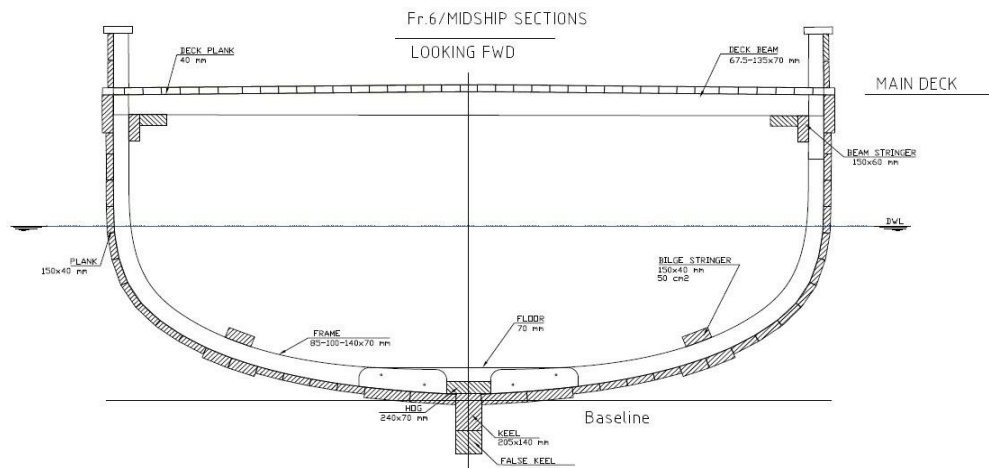 Fr.6/MIDSHIP SECTIONS
LOOKING FWD
DECK PLANK
40 mm
DECK BEAM
67.5-135x70 mm
MAIN DECK
BEAM STRINGER
150x60 mm
DWL
PLANK
150x40 mm
BILGE STRINGER
150x40 mm
50 cm2
FLOOR
70 mm
FRAME
85-100-140x70 mm
HOG
240x70 mm
Baseline
KEEL
205x140 mm
FALSE KEEL